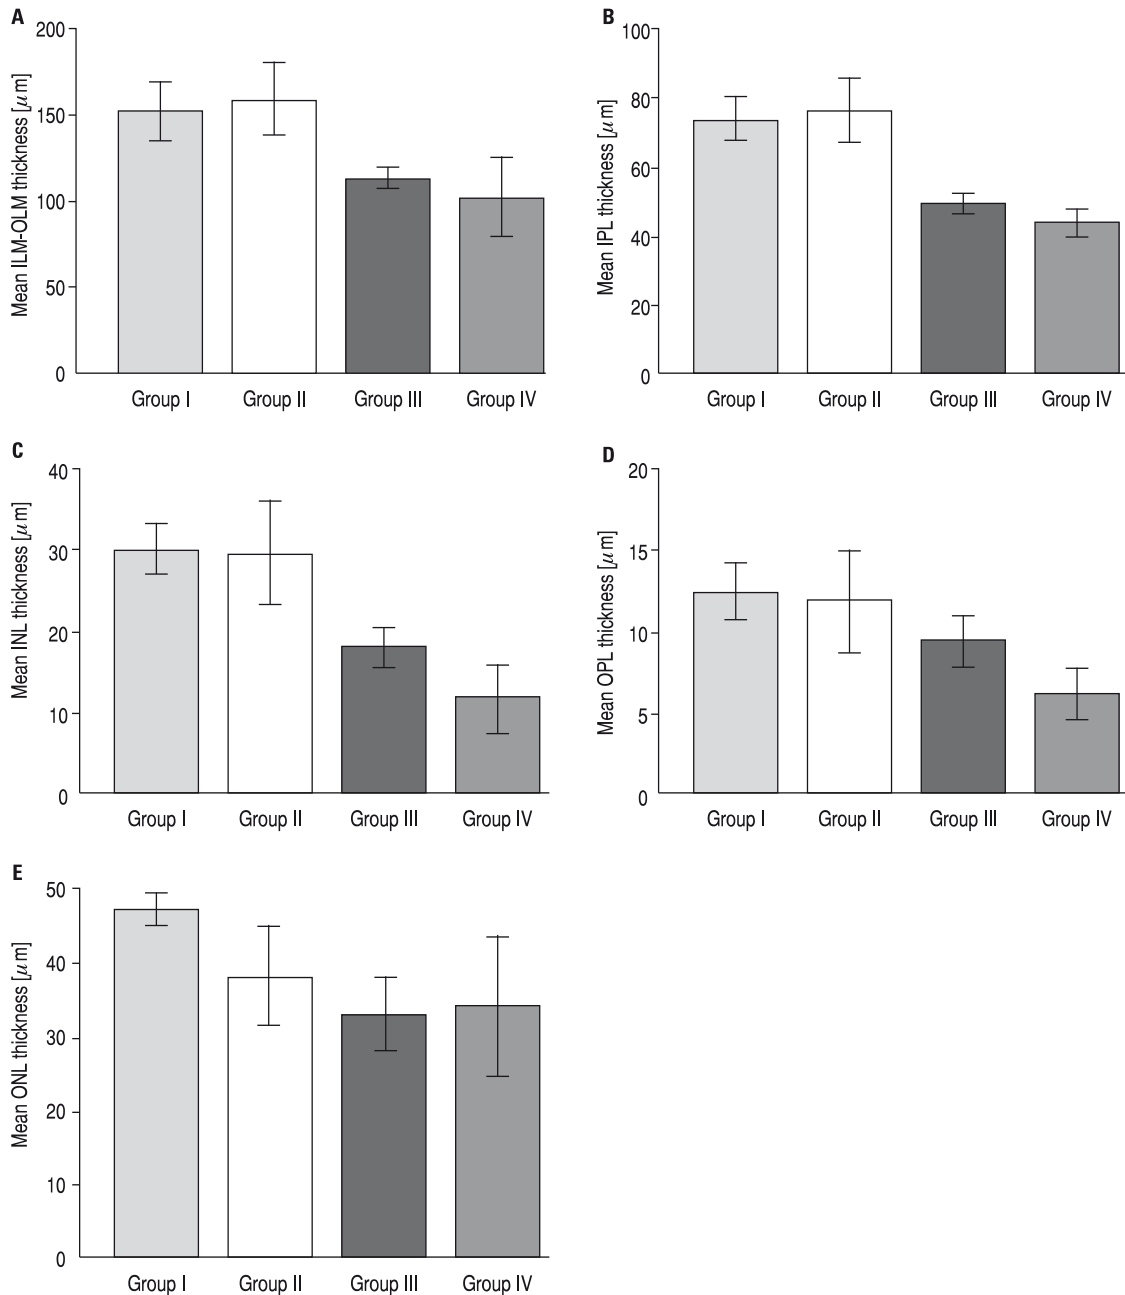 A
Mean ILM-OLM thickness [μm]
200
150
100
50
0
Group I Group II Group III Group IV
B
Mean IPL thickness [μm]
100
80
60
40
20
0
Group I Group II Group III Group IV
C
Mean INL thickness [μm]
40
30
20
10
0
Group I Group II Group III Group IV
D
Mean OPL thickness [μm]
20
15
10
5
0
Group I Group II Group III Group IV
E
Mean ONL thickness [μm]
50
40
30
20
10
0
Group I Group II Group III Group IV